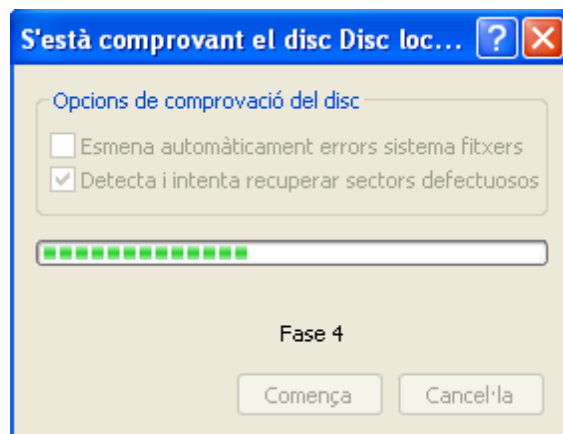 S'està comprovant el disc Disc loc...
Opcions de comprovació del disc
Esmena automàticament errors sistema fitxers
Detecta i intenta recuperar sectors defectuosos
Fase 4
Comença
Cancel·la